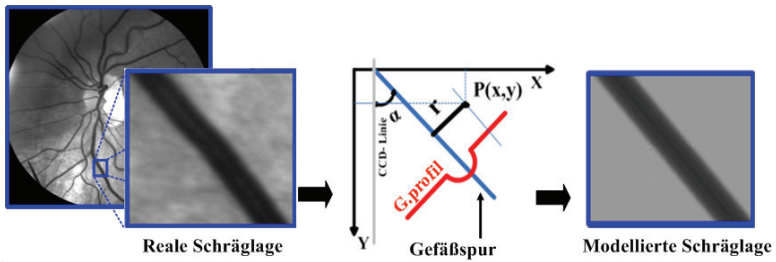 X
P(x,y)
r
α
CCD- Linie
G.profil
Y
Reale Schräglage
Gefäßspur
Modellierte Schräglage